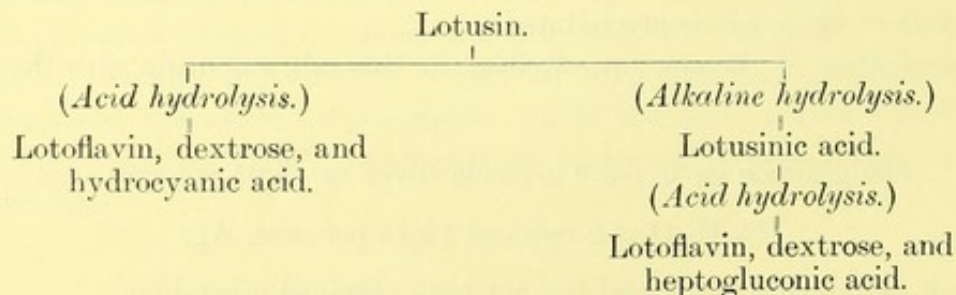 Lotusin.
(Acid hydrolysis.)
Lotoflavin, dextrose, and
hydrocyanic acid.
(Alkaline hydrolysis.)
Lotusinic acid.
(Acid hydrolysis.)
Lotoflavin, dextrose, and
heptogluconic acid.